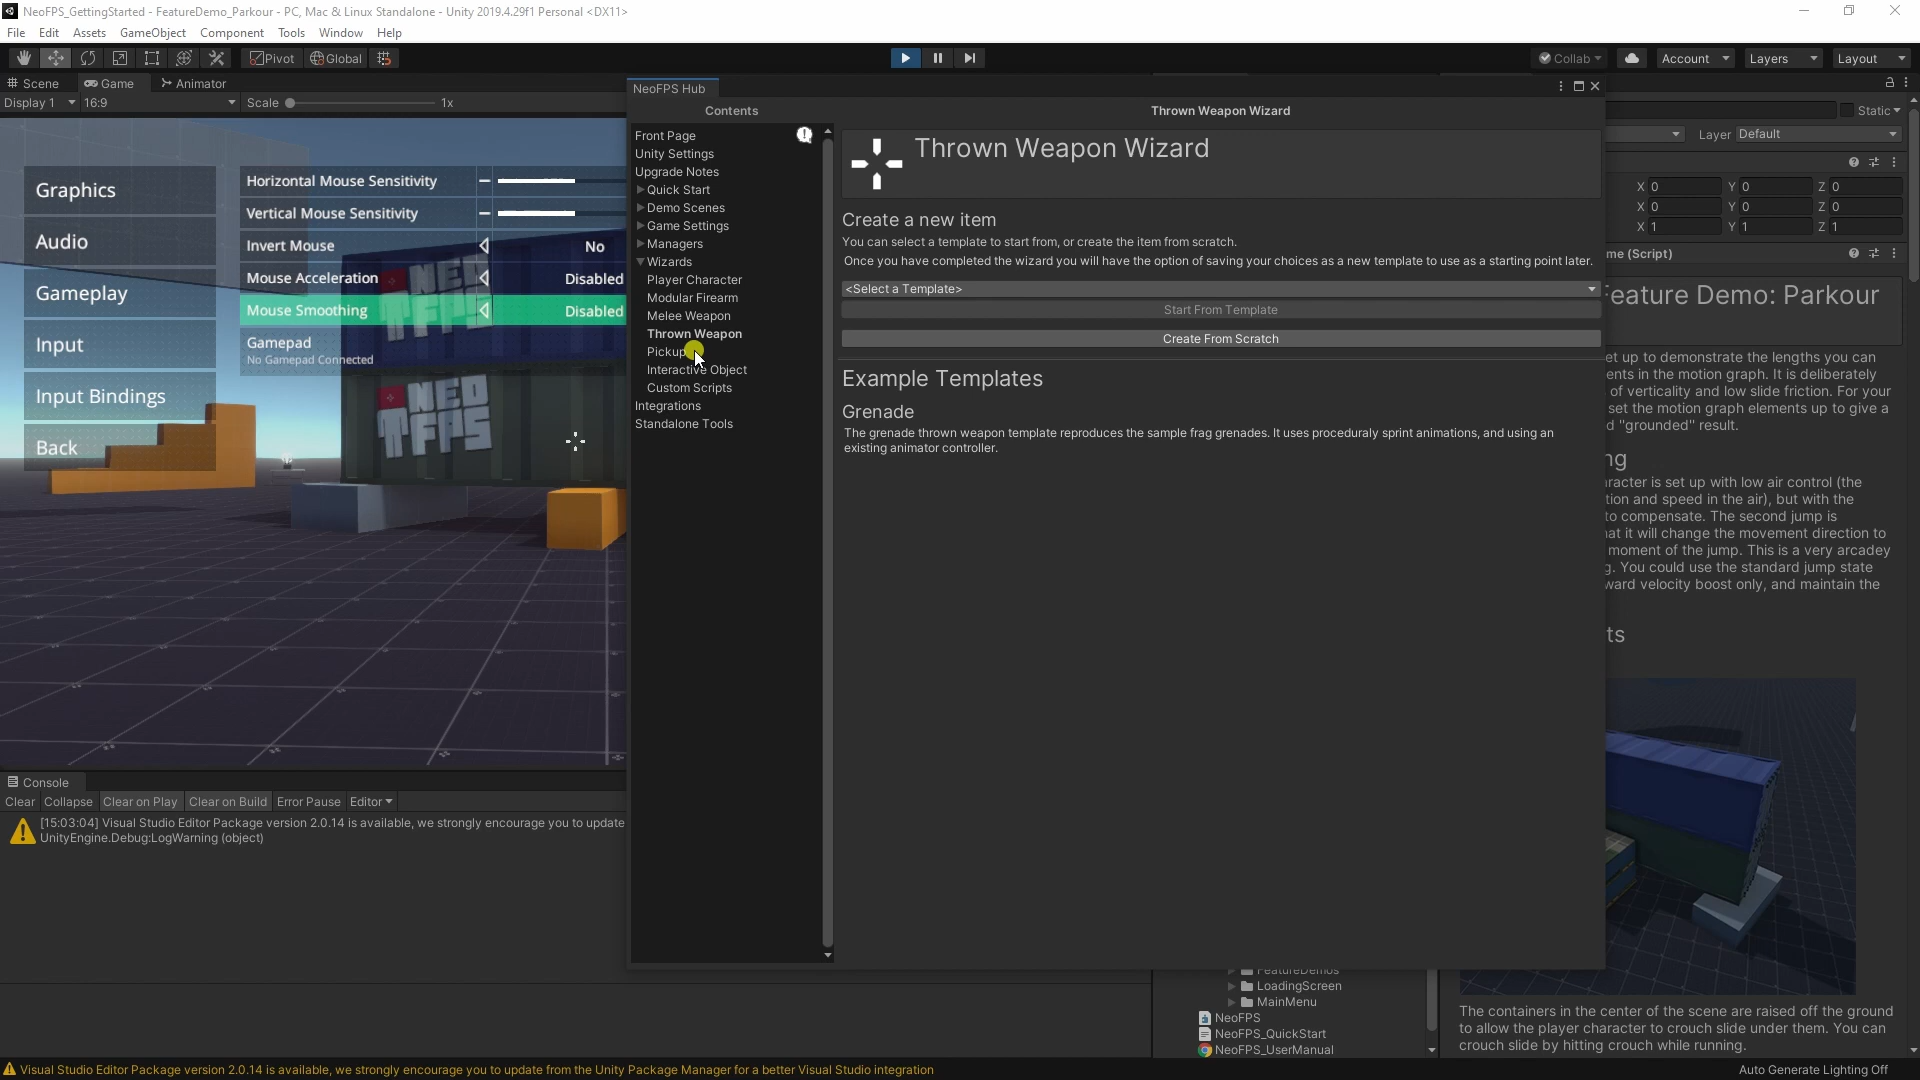 NeoFPS_GettingStarted - FeatureDemo_Parkour - PC, Mac & Linux Standalone - Unity 2019.4.29f1 Personal <DX11>
File Edit Assets GameObject Component Tools Window Help
Pivot Global Collab Account Layers Layout
Scene Game Animator
Display 1 16:9 Scale 1x
NeoFPS Hub
Contents
Front Page
Unity Settings
Upgrade Notes
Quick Start
Demo Scenes
Game Settings
Managers
Wizards
Player Character
Modular Firearm
Melee Weapon
Thrown Weapon
Pickup
Interactive Object
Custom Scripts
Integrations
Standalone Tools
Thrown Weapon Wizard
Thrown Weapon Wizard
Create a new item
You can select a template to start from, or create the item from scratch.
Once you have completed the wizard you will have the option of saving your choices as a new template to use as a starting point later.
<Select a Template>
Start From Template
Create From Scratch
Example Templates
Grenade
The grenade thrown weapon template reproduces the sample frag grenades. It uses proceduraly sprint animations, and using an
existing animator controller.
Graphics
Audio
Gameplay
Input
Input Bindings
Back
Horizontal Mouse Sensitivity
Vertical Mouse Sensitivity
Invert Mouse No
Mouse Acceleration Disabled
Mouse Smoothing Disabled
Gamepad
No Gamepad Connected
NEO
FPS
NEO
FPS
Static
Layer Default
X 0 Y 0 Z 0
X 0 Y 0 Z 0
X 1 Y 1 Z 1
me (Script)
Feature Demo: Parkour
et up to demonstrate the lengths you can
ents in the motion graph. It is deliberately
of verticality and low slide friction. For your
set the motion graph elements up to give a
d "grounded" result.
ng
aracter is set up with low air control (the
tion and speed in the air), but with the
to compensate. The second jump is
hat it will change the movement direction to
moment of the jump. This is a very arcadey
g. You could use the standard jump state
ward velocity boost only, and maintain the
ts
The containers in the center of the scene are raised off the ground
to allow the player character to crouch slide under them. You can
crouch slide by hitting crouch while running.
FeatureDemos
LoadingScreen
MainMenu
NeoFPS
NeoFPS_QuickStart
NeoFPS_UserManual
Console
Clear Collapse Clear on Play Clear on Build Error Pause Editor
[15:03:04] Visual Studio Editor Package version 2.0.14 is available, we strongly encourage you to update
UnityEngine.Debug:LogWarning (object)
Visual Studio Editor Package version 2.0.14 is available, we strongly encourage you to update from the Unity Package Manager for a better Visual Studio integration
Auto Generate Lighting Off